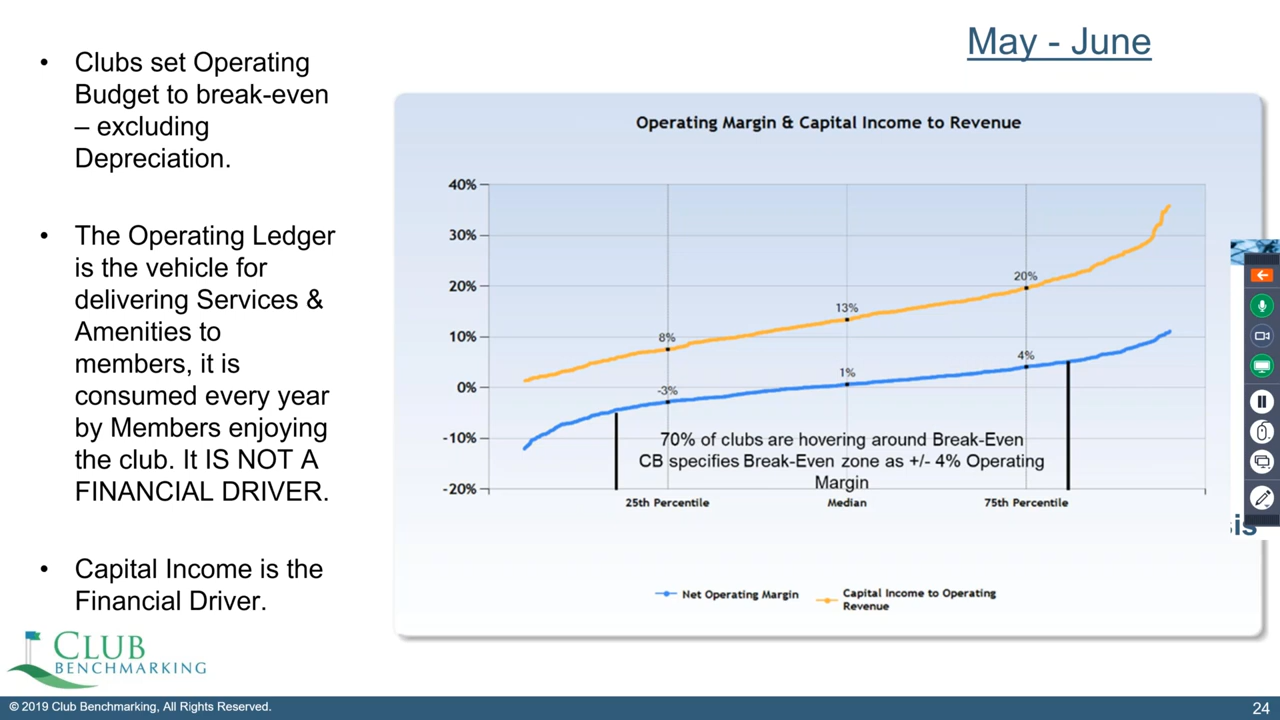 May - June
• Clubs set Operating
Budget to break-even
– excluding
Depreciation.
• The Operating Ledger
is the vehicle for
delivering Services &
Amenities to
members, it is
consumed every year
by Members enjoying
the club. It IS NOT A
FINANCIAL DRIVER.
• Capital Income is the
Financial Driver.
Operating Margin & Capital Income to Revenue
40%
30%
20%
10%
0%
-10%
-20%
8%
13%
20%
-3%
1%
4%
70% of clubs are hovering around Break-Even
CB specifies Break-Even zone as +/- 4% Operating
Margin
25th Percentile
Median
75th Percentile
Net Operating Margin
Capital Income to Operating
Revenue
CLUB
BENCHMARKING
© 2019 Club Benchmarking, All Rights Reserved.
24